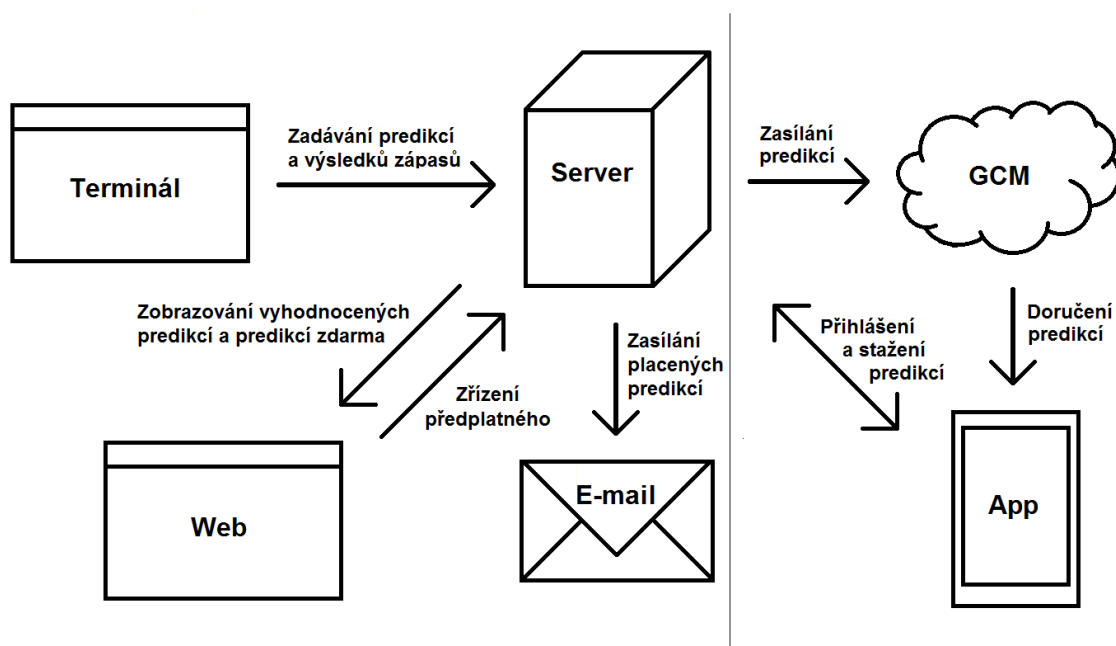 Terminál
Zadávání predikcí
a výsledků zápasů
Server
Zasílání
predikcí
GCM
Zobrazování vyhodnocených
predikcí a predikcí zdarma
Zřízení
předplatného
Zasílání
placených
predikcí
Přihlášení
a stažení
predikcí
Doručení
predikcí
Web
E-mail
App